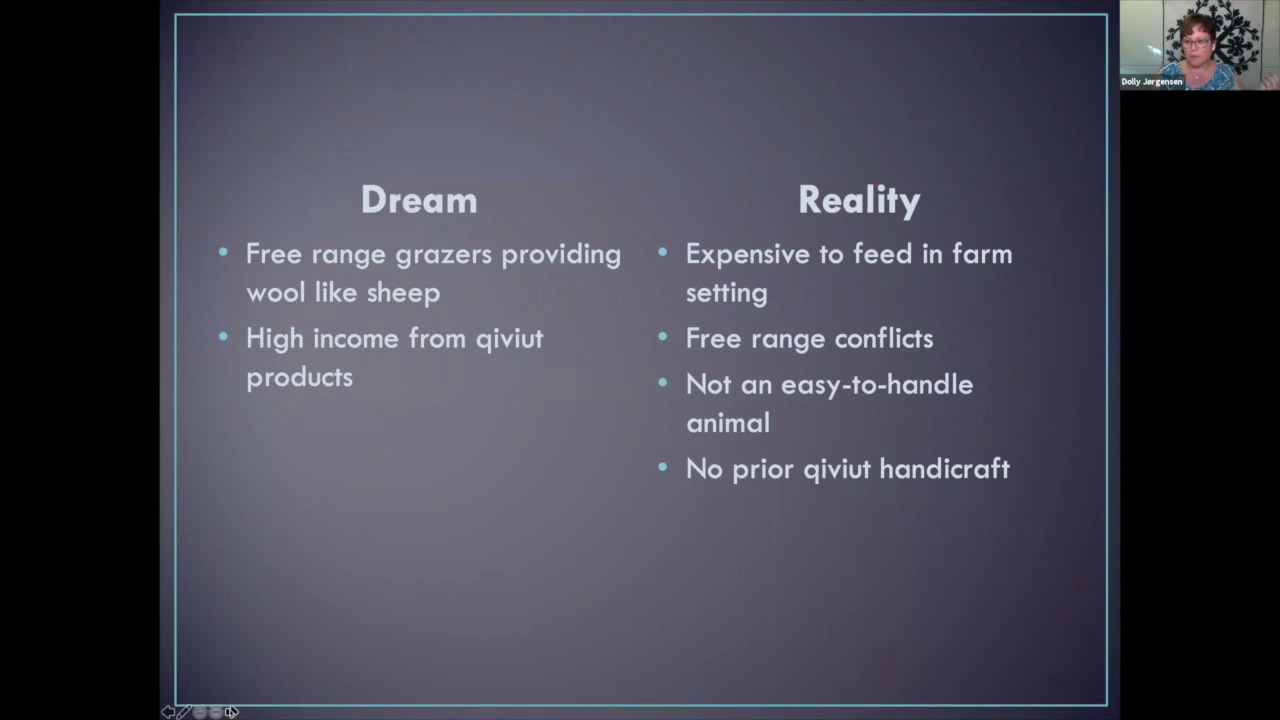 Dream
Free range grazers providing
wool like sheep
High income from qiviut
products
Reality
Expensive to feed in farm
setting
Free range conflicts
Not an easy-to-handle
animal
No prior qiviut handicraft
Dolly Jørgensen